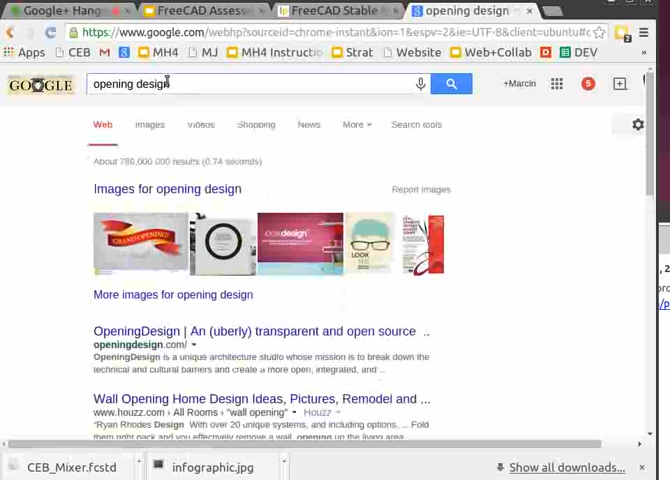 Google+ Hang
FreeCAD Assess
FreeCAD Stable
opening design
https://www.google.com/webhp?sourceid=chrome-instant&ion=1&espv=2&ie=UTF-8&client=ubuntu#
Apps CEB MH4 MJ MH4 Instructio Strat Website Web+Collab DEV
GOOGLE
opening design
+Marcin
5
Web Images Videos Shopping News More Search tools
About 780,000,000 results (0.74 seconds)
Images for opening design
Report images
GRAND OPENING!
LOOK
More images for opening design
OpeningDesign | An (uberly) transparent and open source ...
openingdesign.com/
OpeningDesign is a unique architecture studio whose mission is to break down the
technical and cultural barriers and create a more open, integrated, and ...
Wall Opening Home Design Ideas, Pictures, Remodel and ...
www.houzz.com › All Rooms › "wall opening" Houzz
"Ryan Rhodes Design With over 20 unique systems, and including options, ... Fold
them right back and you effectively remove a wall, opening up the living area
CEB_Mixer.fcstd
infographic.jpg
Show all downloads...